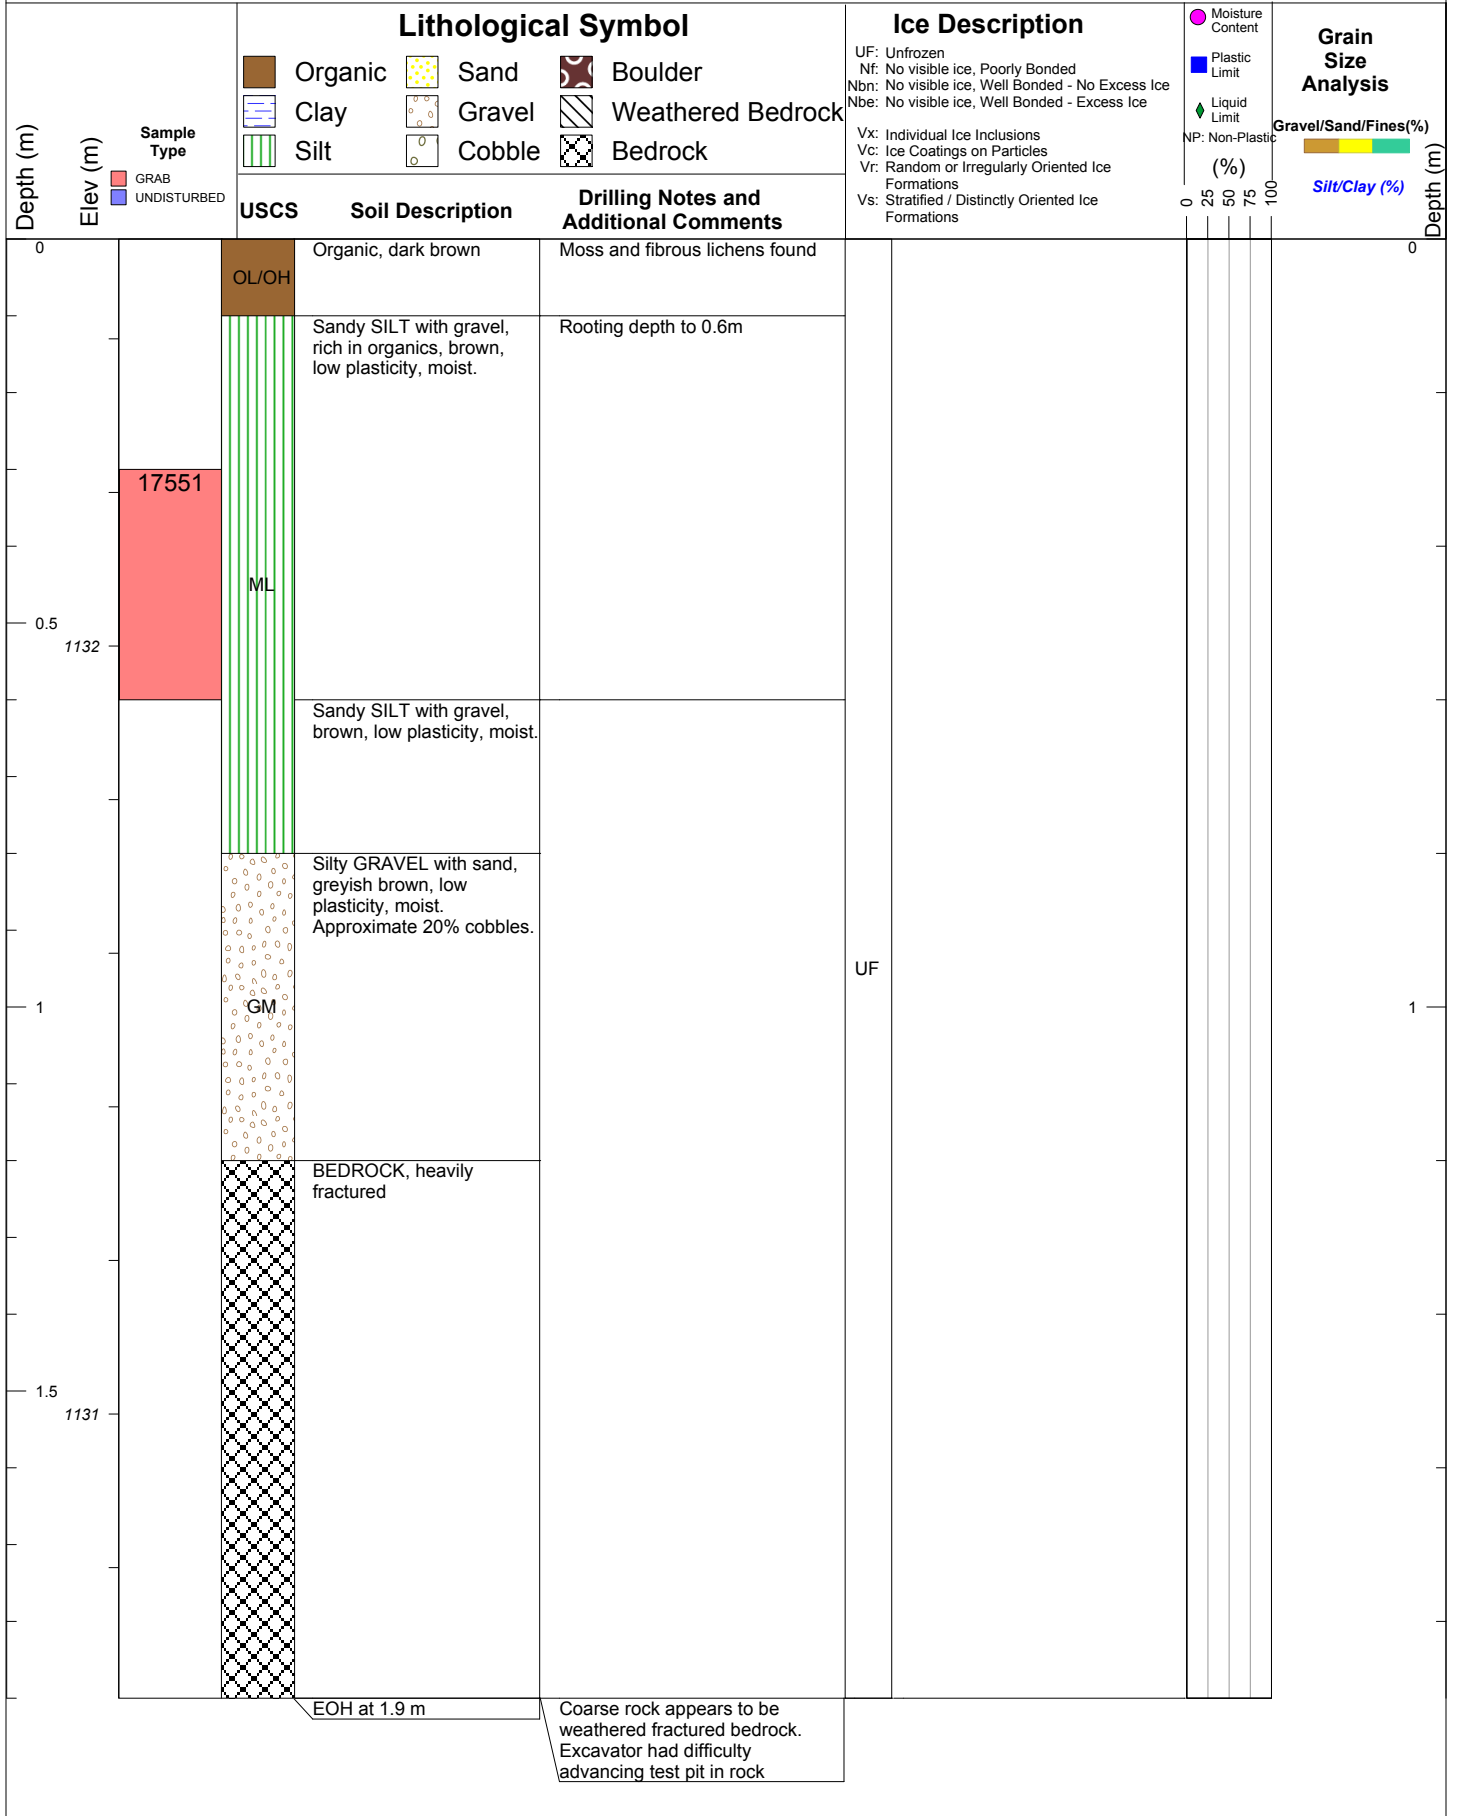 Lithological Symbol
Organic
Sand
Boulder
Clay
Gravel
Weathered Bedrock
Silt
Cobble
Bedrock
Ice Description
UF: Unfrozen
Nf: No visible ice, Poorly Bonded
Nbn: No visible ice, Well Bonded - No Excess Ice
Nbe: No visible ice, Well Bonded - Excess Ice
Vx: Individual Ice Inclusions
Vc: Ice Coatings on Particles
Vr: Random or Irregularly Oriented Ice
Formations
Vs: Stratified / Distinctly Oriented Ice
Formations
Moisture
Content
Plastic
Limit
Liquid
Limit
NP: Non-Plastic
(%)
0
25
50
75
100
Grain
Size
Analysis
Gravel/Sand/Fines(%)
Silt/Clay (%)
Depth (m)
Depth (m)
Elev (m)
Sample
Type
GRAB
UNDISTURBED
USCS
Soil Description
Drilling Notes and
Additional Comments
0
OL/OH
Organic, dark brown
Moss and fibrous lichens found
0
Sandy SILT with gravel,
rich in organics, brown,
low plasticity, moist.
Rooting depth to 0.6m
17551
ML
0.5
1132
Sandy SILT with gravel,
brown, low plasticity, moist.
Silty GRAVEL with sand,
greyish brown, low
plasticity, moist.
Approximate 20% cobbles.
UF
1
GM
1
BEDROCK, heavily
fractured
1.5
1131
EOH at 1.9 m
Coarse rock appears to be
weathered fractured bedrock.
Excavator had difficulty
advancing test pit in rock